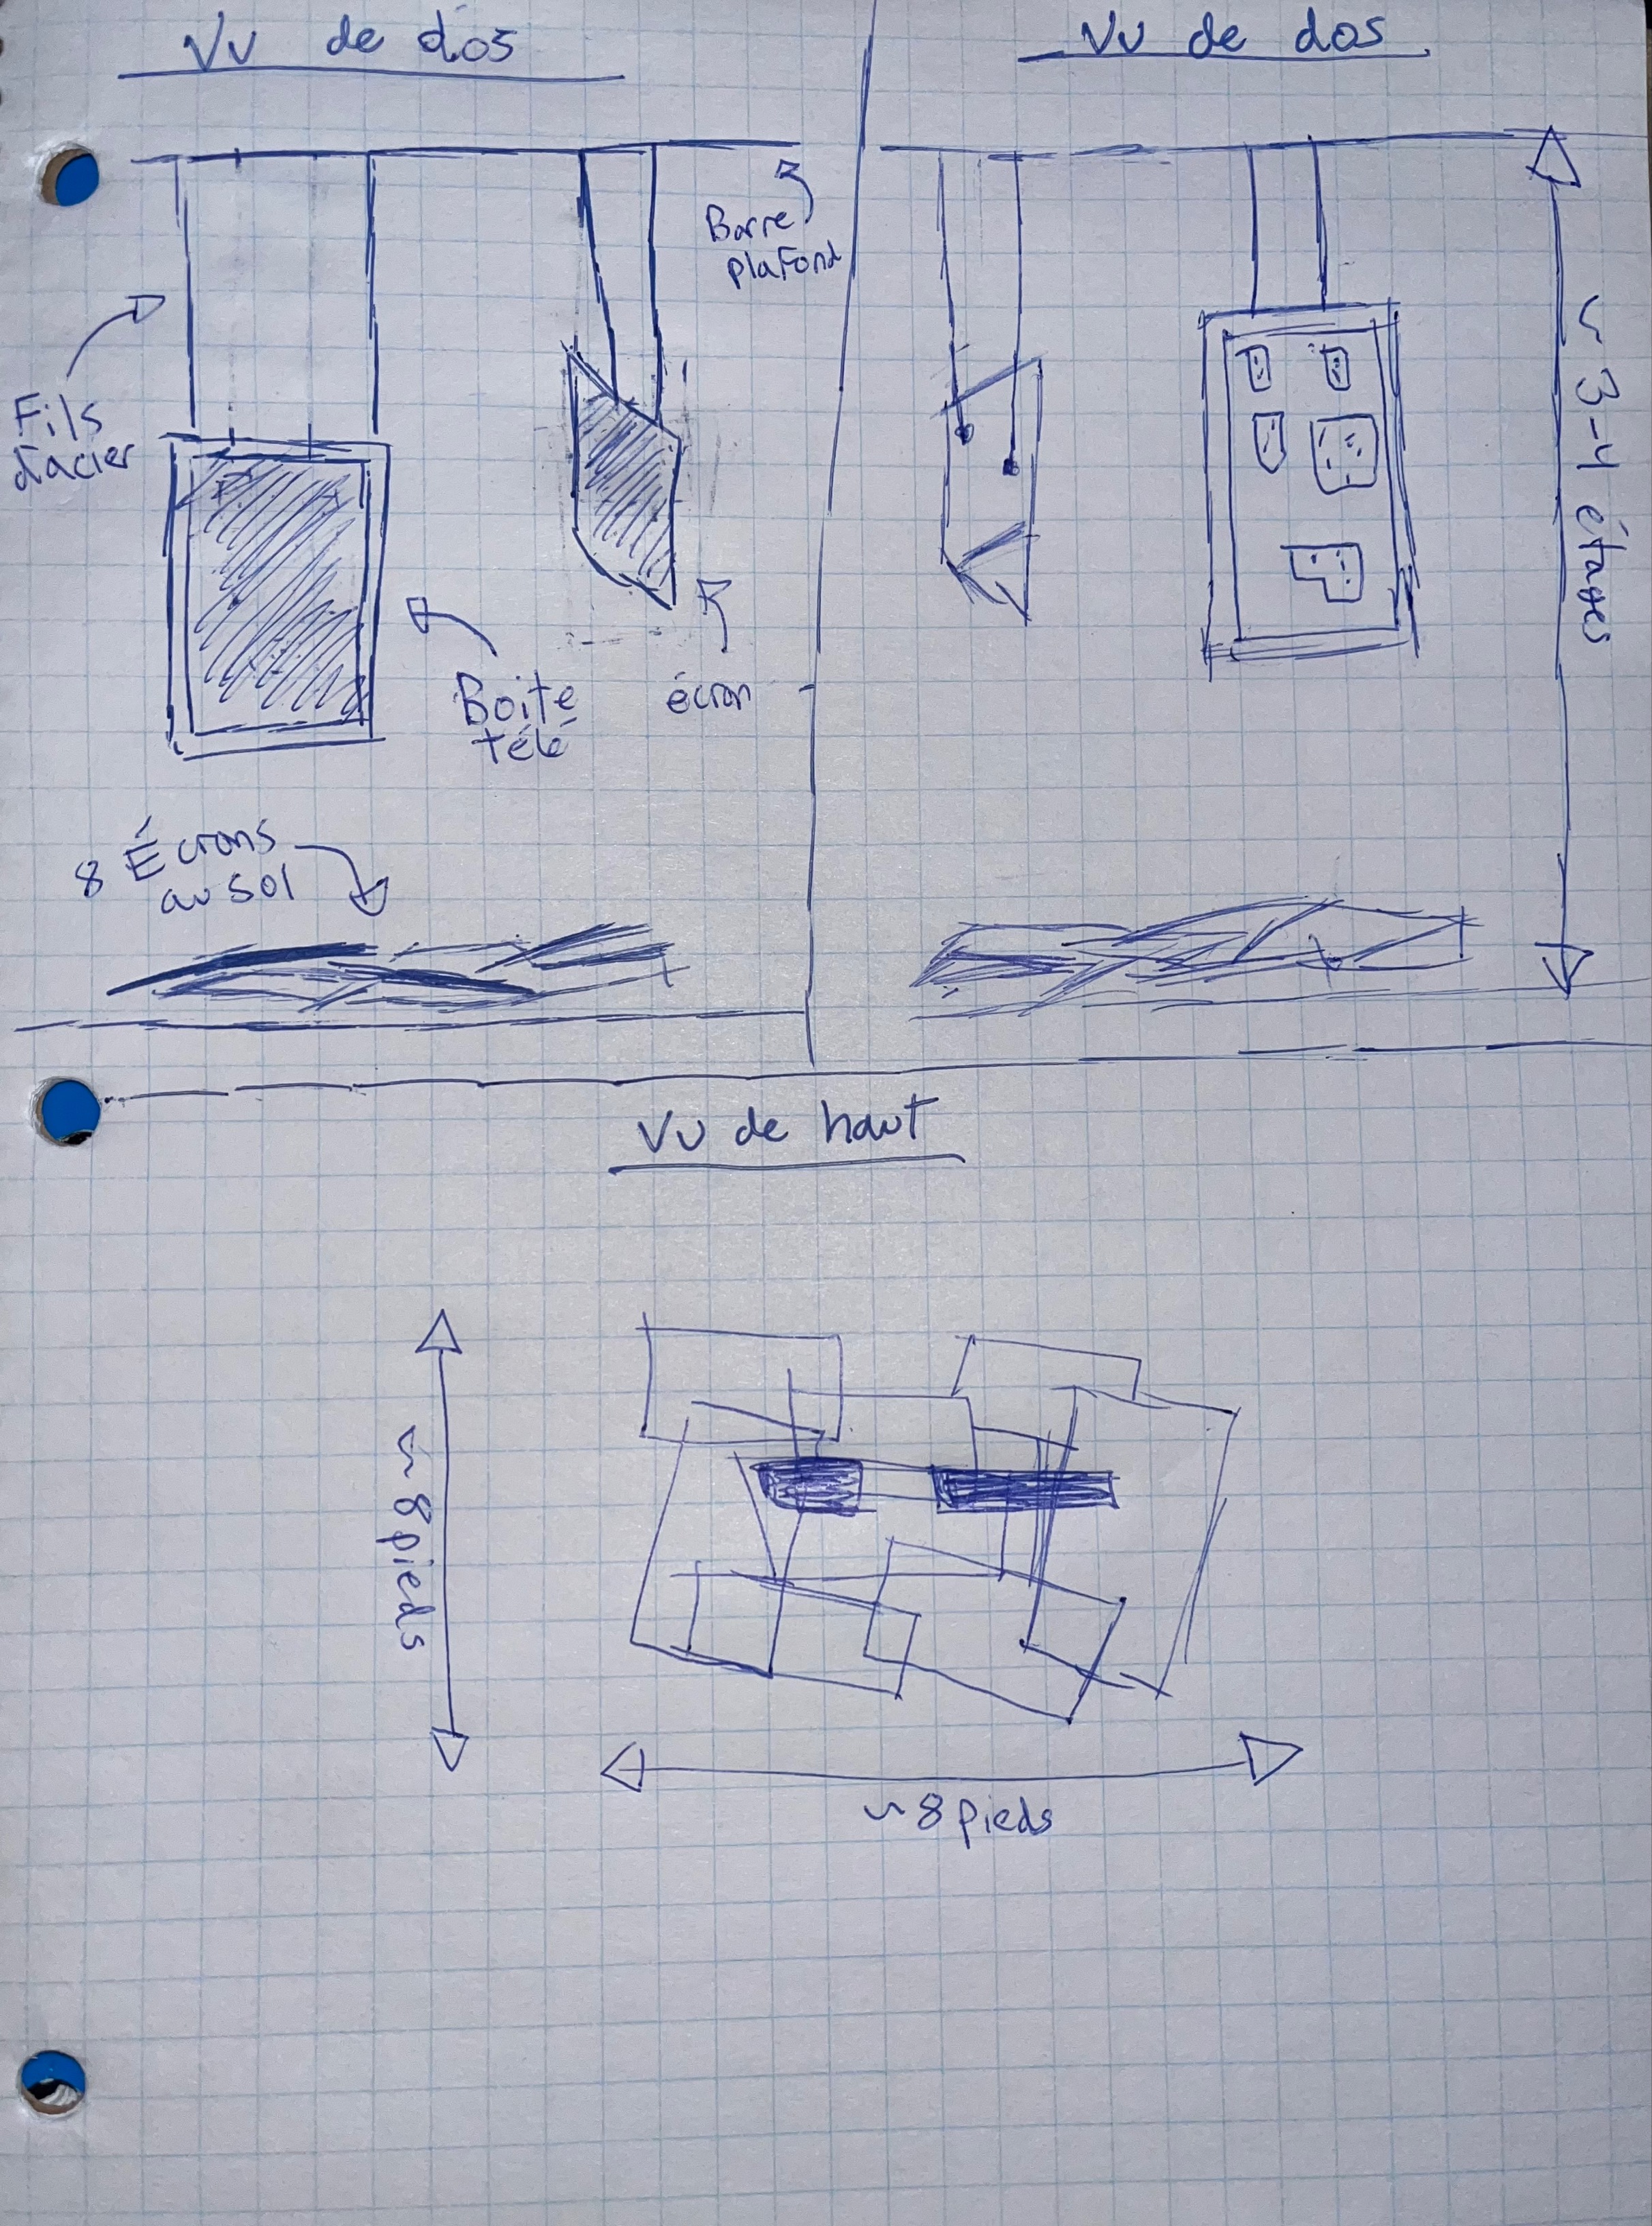 Vu de dos
Vu de dos
Barre
plafond
Fils
d'acier
~ 3-4 étages
Boite
télé
écran
8 Écrans
au sol
Vu de haut
~ 8 pieds
~ 8 pieds